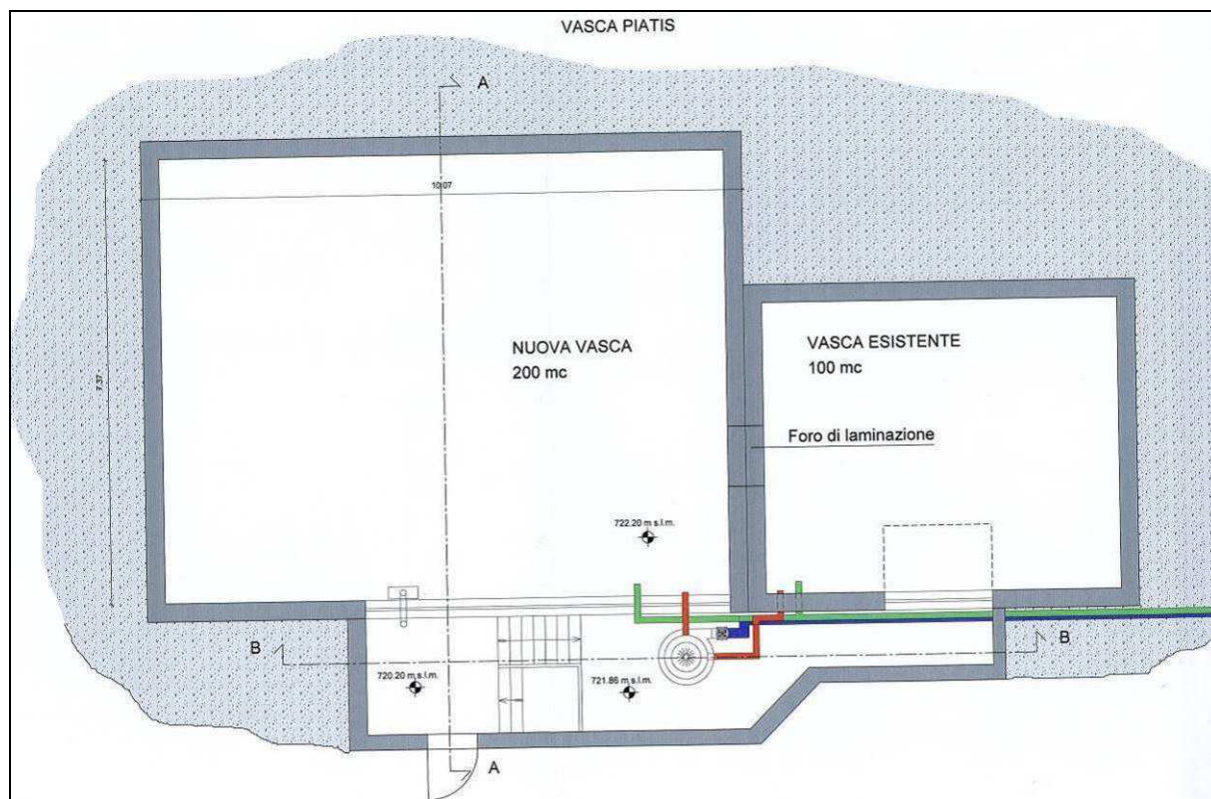 VASCA PIATIS
A
10.07
7.37
NUOVA VASCA
200 mc
VASCA ESISTENTE
100 mc
Foro di laminazione
722.20 m s.l.m.
B
B
720.20 m s.l.m.
721.86 m s.l.m.
A